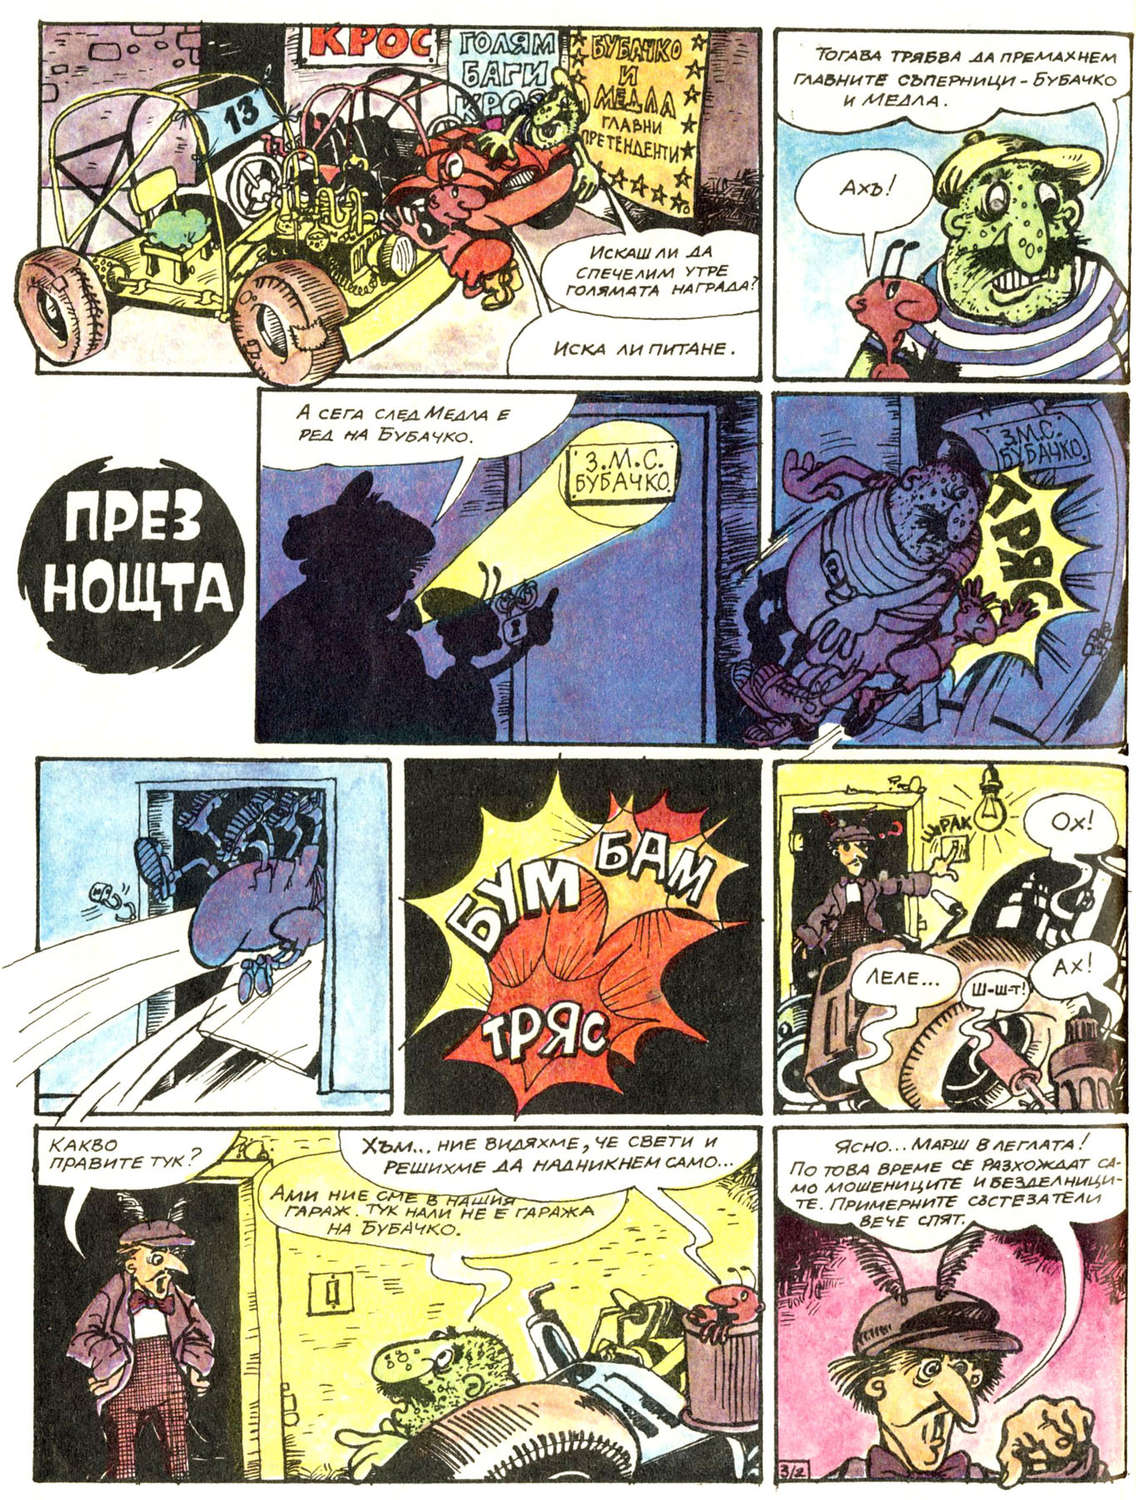 КРОС
ГОЛЯМ
БАГИ
КРОС
БУБАЧКО
И
МЕДЛА
ГЛАВНИ
ПРЕТЕНДЕНТИ
13
ИСКАШ ЛИ ДА
СПЕЧЕЛИМ УТРЕ
ГОЛЯМАТА НАГРАДА?
ИСКА ЛИ ПИТАНЕ.
ТОГАВА ТРЯБВА ДА ПРЕМАХНЕМ
ГЛАВНИТЕ СЪПЕРНИЦИ - БУБАЧКО
И МЕДЛА.
АХЪ!
ПРЕЗ
НОЩТА
А СЕГА СЛЕД МЕДЛА Е
РЕД НА БУБАЧКО.
З.М.С.
БУБАЧКО
З.М.С.
БУБАЧКО
ТРЯС
БУМ
БАМ
ТРЯС
ЩРАК
ОХ!
ЛЕЛЕ...
Ш-Ш-Т!
АХ!
КАКВО
ПРАВИТЕ ТУК?
ХЪМ... НИЕ ВИДЯХМЕ, ЧЕ СВЕТИ И
РЕШИХМЕ ДА НАДНИКНЕМ САМО...
АМИ НИЕ СМЕ В НАШИЯ
ГАРАЖ. ТУК НАЛИ НЕ Е ГАРАЖА
НА БУБАЧКО.
ЯСНО... МАРШ В ЛЕГЛАТА!
ПО ТОВА ВРЕМЕ СЕ РАЗХОЖДАТ СА-
МО МОШЕНИЦИТЕ И БЕЗДЕЛНИЦИ-
ТЕ. ПРИМЕРНИТЕ СЪСТЕЗАТЕЛИ
ВЕЧЕ СПЯТ.
3/2